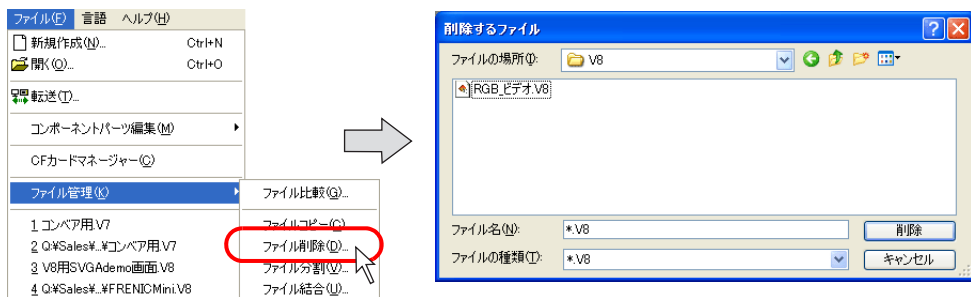 ファイル(F) 言語 ヘルプ(H)
新規作成(N)... Ctrl+N
開く(O)... Ctrl+O
転送(T)...
コンポーネントパーツ編集(M)
CFカードマネージャー(C)
ファイル管理(K)
1 コンベア用.V7
2 Q:¥Sales¥...¥コンベア用.V7
3 V8用SVGAdemo画面.V8
4 Q:¥Sales¥...¥FRENICMini.V8
ファイル比較(G)...
ファイルコピー(C)...
ファイル削除(D)...
ファイル分割(V)...
ファイル結合(U)...
削除するファイル
ファイルの場所(I): V8
RGB_ビデオ.V8
ファイル名(N): *.V8 削除
ファイルの種類(T): *.V8 キャンセル